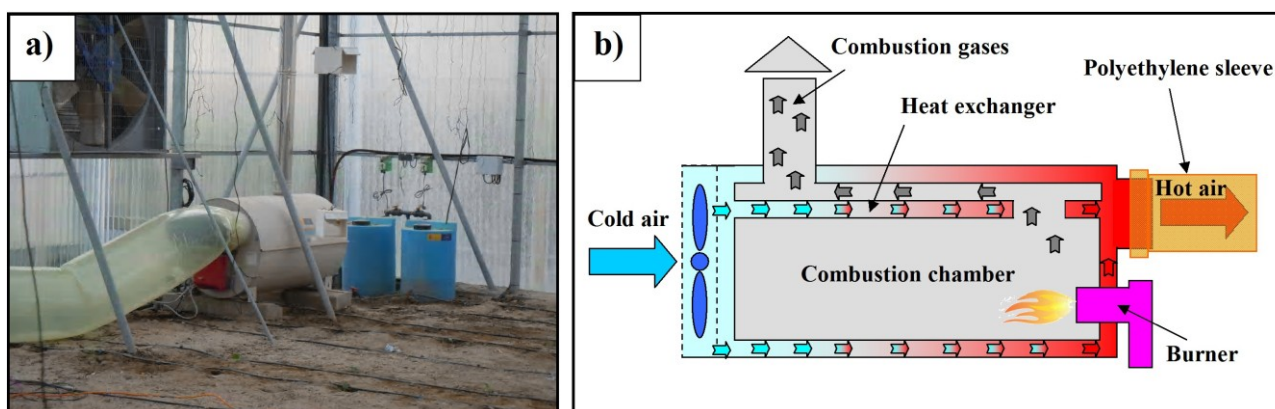 a)
b)
Combustion gases
Polyethylene sleeve
Heat exchanger
Hot air
Cold air
Combustion chamber
Burner